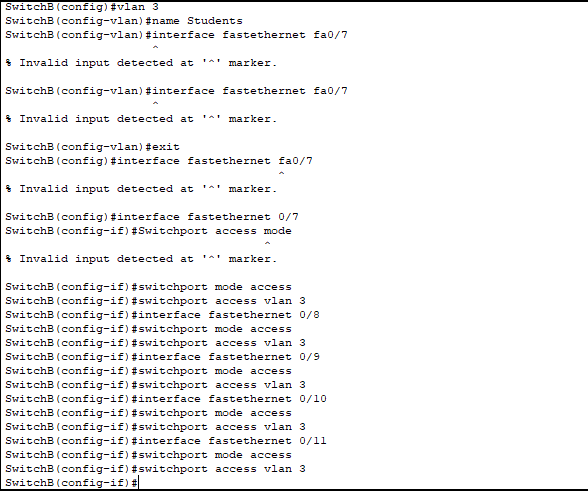 SwitchB(config)#vlan 3
SwitchB(config-vlan)#name Students
SwitchB(config-vlan)#interface fastethernet fa0/7
^
% Invalid input detected at '^' marker.
SwitchB(config-vlan)#interface fastethernet fa0/7
^
% Invalid input detected at '^' marker.
SwitchB(config-vlan)#exit
SwitchB(config)#interface fastethernet fa0/7
^
% Invalid input detected at '^' marker.
SwitchB(config)#interface fastethernet 0/7
SwitchB(config-if)#Switchport access mode
^
% Invalid input detected at '^' marker.
SwitchB(config-if)#switchport mode access
SwitchB(config-if)#switchport access vlan 3
SwitchB(config-if)#interface fastethernet 0/8
SwitchB(config-if)#switchport mode access
SwitchB(config-if)#switchport access vlan 3
SwitchB(config-if)#interface fastethernet 0/9
SwitchB(config-if)#switchport mode access
SwitchB(config-if)#switchport access vlan 3
SwitchB(config-if)#interface fastethernet 0/10
SwitchB(config-if)#switchport mode access
SwitchB(config-if)#switchport access vlan 3
SwitchB(config-if)#interface fastethernet 0/11
SwitchB(config-if)#switchport mode access
SwitchB(config-if)#switchport access vlan 3
SwitchB(config-if)#